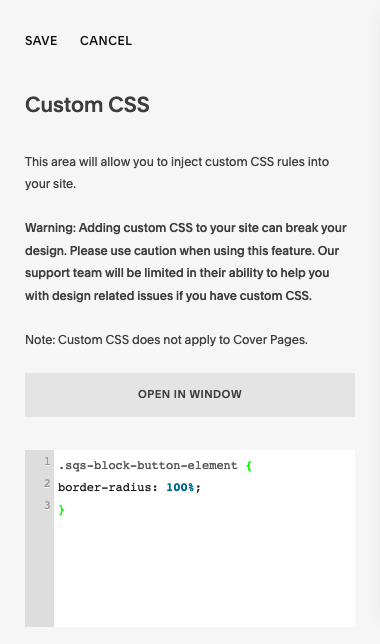 SAVE CANCEL
Custom CSS
This area will allow you to inject custom CSS rules into
your site.
Warning: Adding custom CSS to your site can break your
design. Please use caution when using this feature. Our
support team will be limited in their ability to help you
with design related issues if you have custom CSS.
Note: Custom CSS does not apply to Cover Pages.
OPEN IN WINDOW
1 .sqs-block-button-element {
2 border-radius: 100%;
3 }